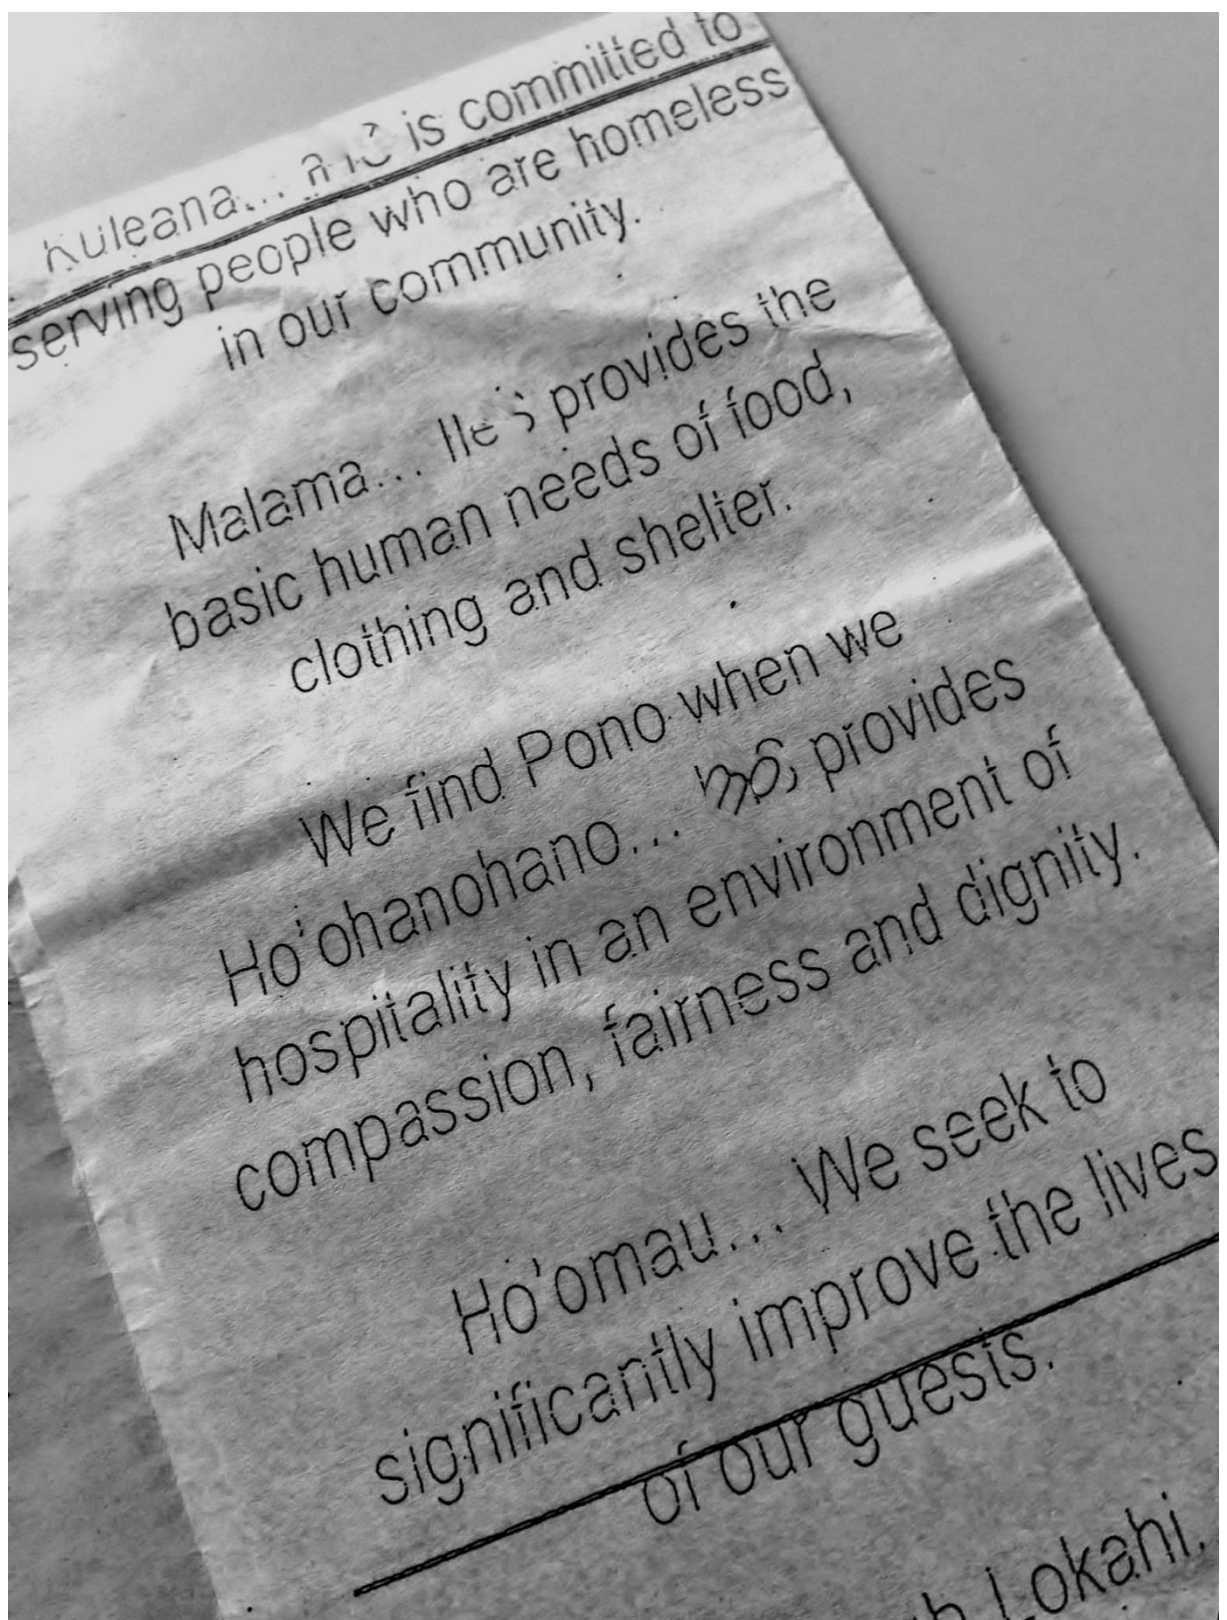 Kuleana... is committed to
serving people who are homeless
in our community.
Malama... provides the
basic human needs of food,
clothing and shelter.
We find Pono when we
Ho'ohanohano... provides
hospitality in an environment of
compassion, fairness and dignity.
Ho'omau... We seek to
significantly improve the lives
of our guests.
Lokahi.